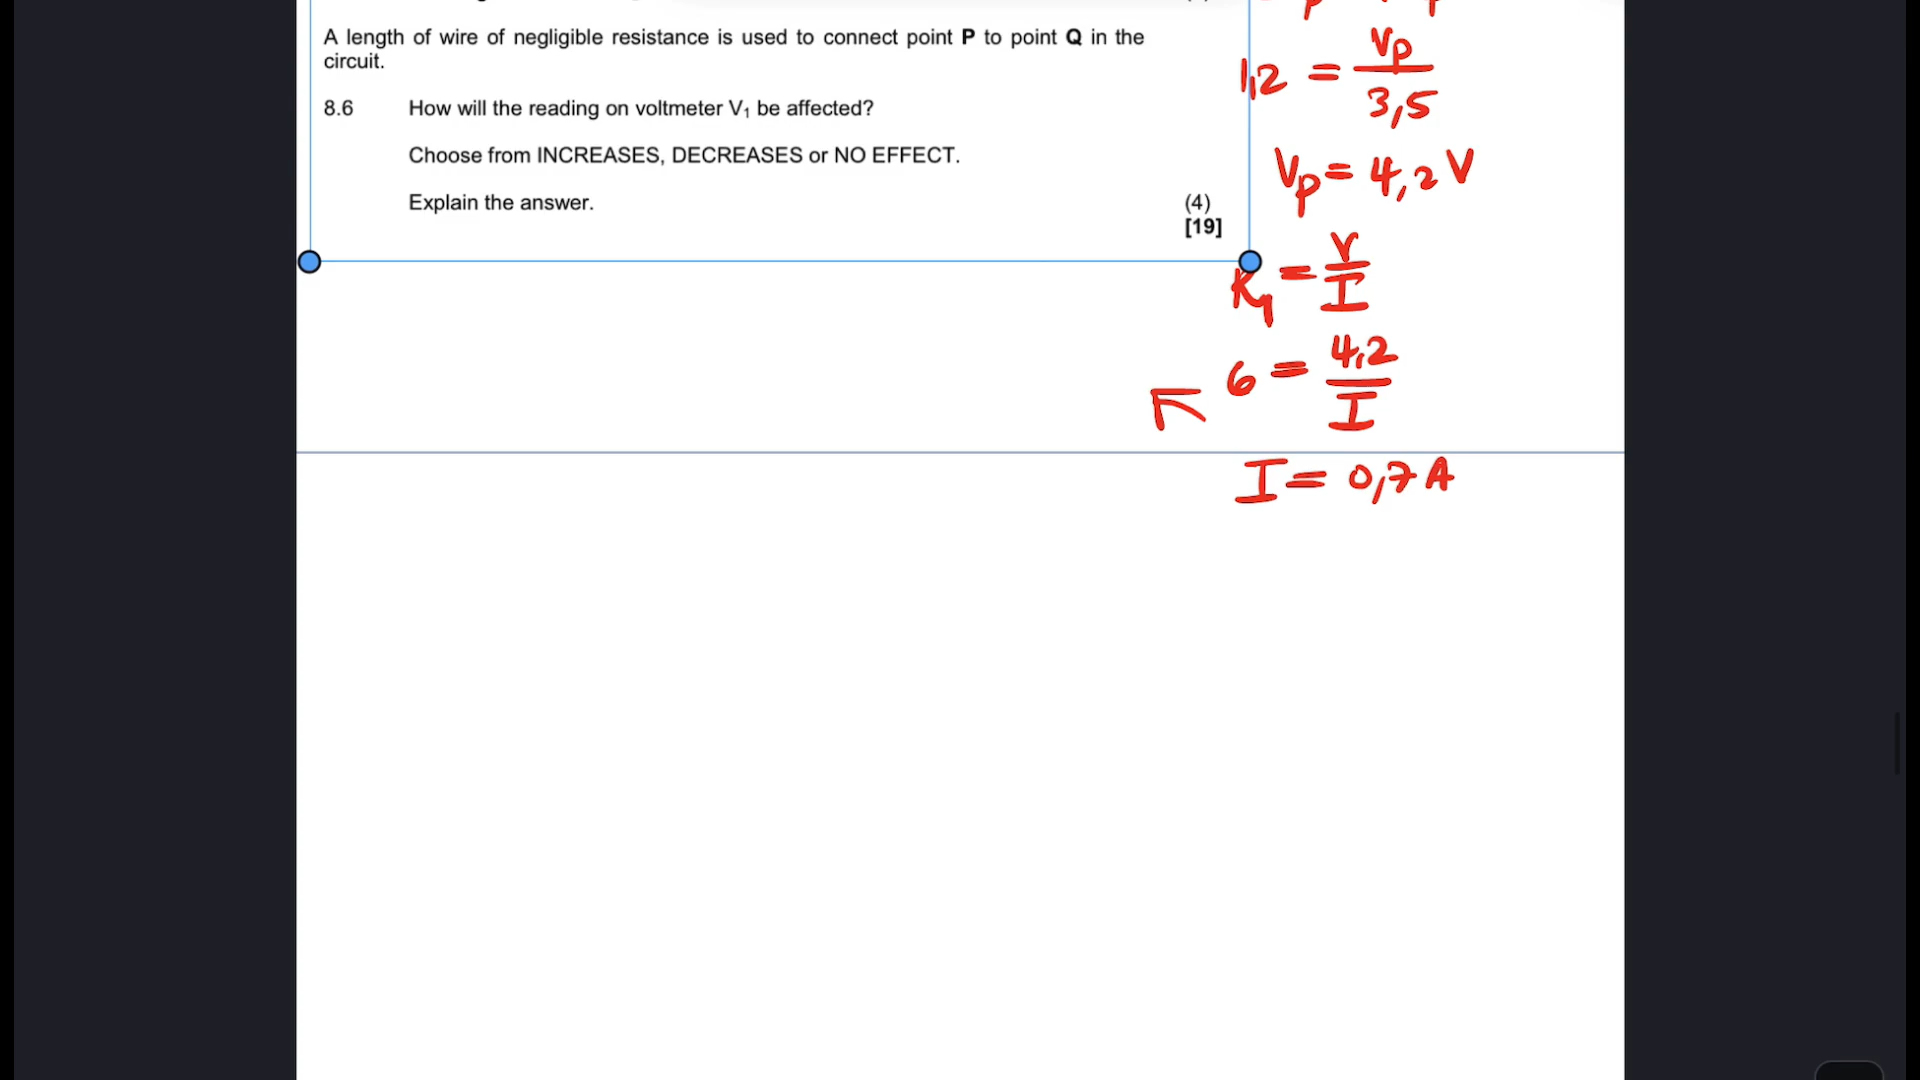 A length of wire of negligible resistance is used to connect point P to point Q in the
circuit.
8.6 How will the reading on voltmeter V₁ be affected?
Choose from INCREASES, DECREASES or NO EFFECT.
Explain the answer.
(4)
[19]
1,2 = Vp / 3,5
Vp = 4,2 V
R₁ = V / I
6 = 4,2 / I
I = 0,7 A